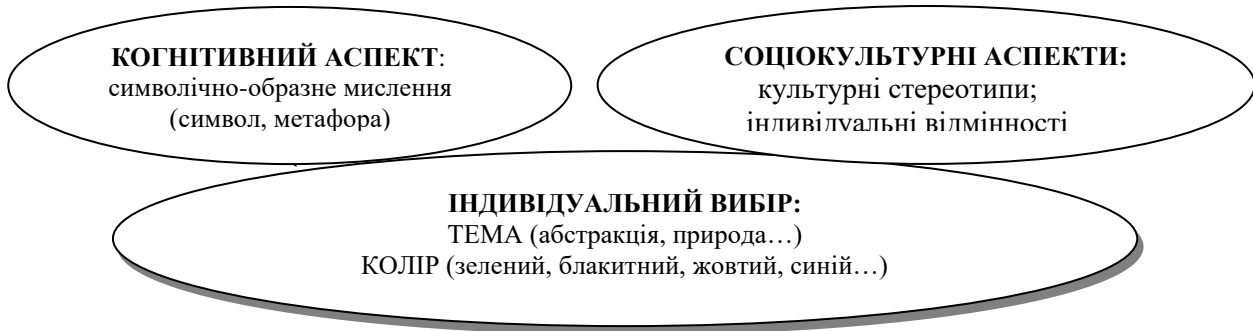 КОГНІТИВНИЙ АСПЕКТ:
символічно-образне мислення
(символ, метафора)
СОЦІОКУЛЬТУРНІ АСПЕКТИ:
культурні стереотипи;
індивідуальні відмінності
ІНДИВІДУАЛЬНИЙ ВИБІР:
ТЕМА (абстракція, природа…)
КОЛІР (зелений, блакитний, жовтий, синій…)